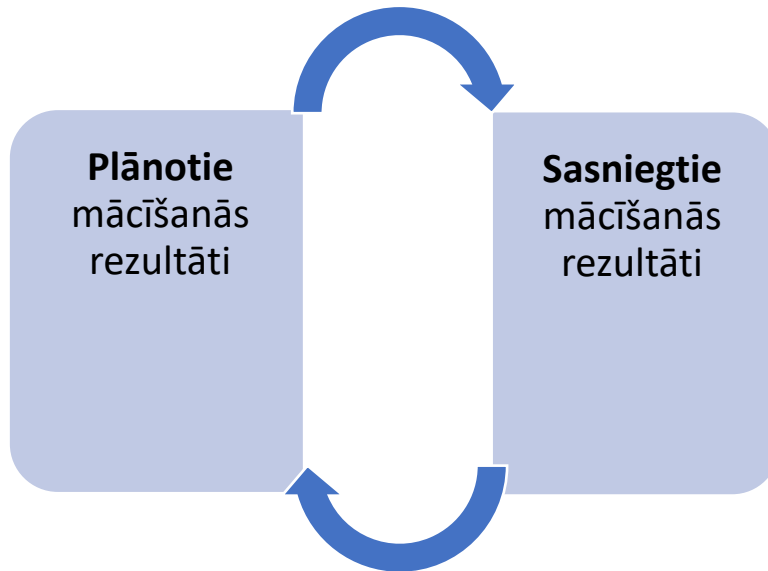 Plānotie
mācīšanās
rezultāti
Sasniegtie
mācīšanās
rezultāti